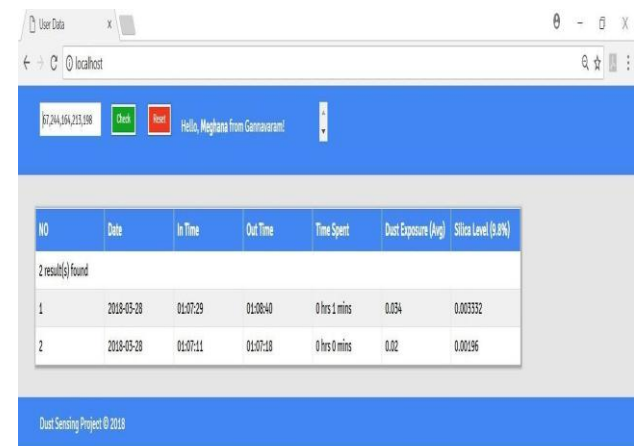 User Data
localhost
67,244,164,213,198 Check Reset Hello, Meghana from Gannavaram!
NO Date In Time Out Time Time Spent Dust Exposure (Avg) Silica Level (9.8%)
2 result(s) found
1 2018-03-28 01:07:29 01:08:40 0 hrs 1 mins 0.034 0.003332
2 2018-03-28 01:07:11 01:07:18 0 hrs 0 mins 0.02 0.00196
Dust Sensing Project © 2018